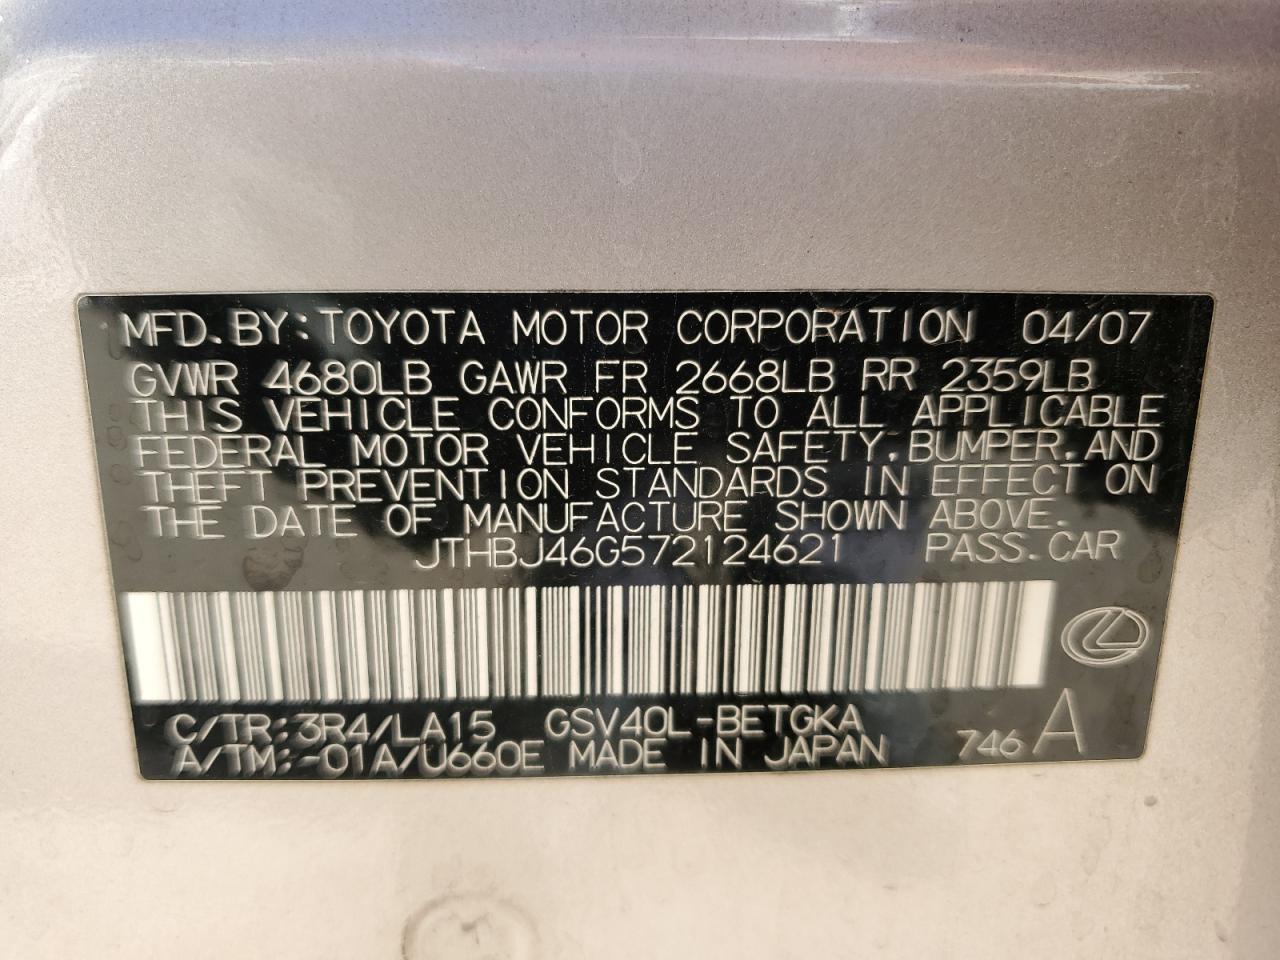 MFD. BY: TOYOTA MOTOR CORPORATION 04/07
GVWR 4680LB GAWR FR 2668LB RR 2359LB
THIS VEHICLE CONFORMS TO ALL APPLICABLE
FEDERAL MOTOR VEHICLE SAFETY, BUMPER, AND
THEFT PREVENTION STANDARDS IN EFFECT ON
THE DATE OF MANUFACTURE SHOWN ABOVE.
JTHBJ46G572124621 PASS. CAR
C/TR: 3R4/LA15 GSV40L-BETGKA
A/TM: -01A/U660E MADE IN JAPAN 746 A